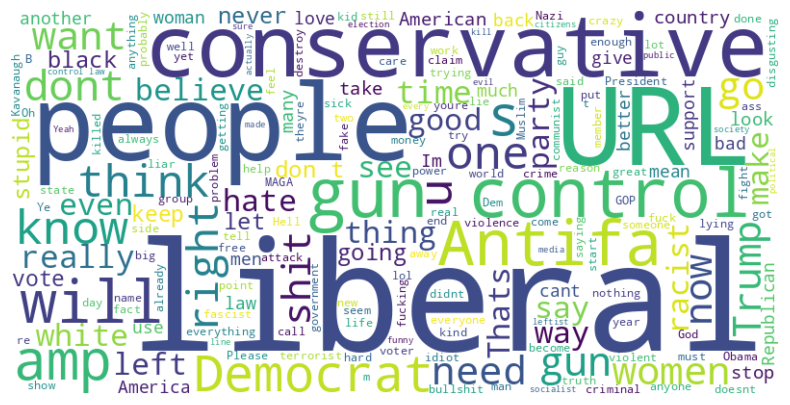 another
woman
never
love
kid
still
American
back
Nazi
crazy
citizens
country
done
anything
probably
conservative
want
black
well
yet
election
sure
actually
kill
care
claim
work
trying
guy
enough
give
lot
public
evil
disgusting
Kavanaugh
B
control law
dont
believe
destroy
feel
take
time
much
youre
lie
said
President
put
t
go
Oh
Yeah
people
many
theyre
sick
fake
every
two
made
good
s
try
party
Muslim
communist
better
support
ass
URL
look
bad
stupid
killed
always
liar
getting
think
problem
help
don t
money
see
Im
one
power
world
crime
reason
member
great
mean
make
society
political
Ye
state
side
even
keep
group
MAGA
hate
gun control
u
Dem
GOP
fight
got
know
right
let
Hell
tell
free
men
attack
shit
thing
real
end
violence
come
away
saying
start
Antifa
someone
fuck
lying
racist
now
Trump
Republican
really
big
vote
already
day
name
fact
will
liberal
going
lol
fucking
didnt
media
cant
say
nothing
way
year
God
Obama
re
white
use
law
point
fascist
everything
call
line
new
seem
life
government
funny
everyone
kind
voter
Thats
leftist
become
violent
must
stop
amp
left
America
show
Please
terrorist
m
Democrat
hard
bullshit
idiot
man
need
truth
socialist
gun
criminal
women
anyone
doesnt